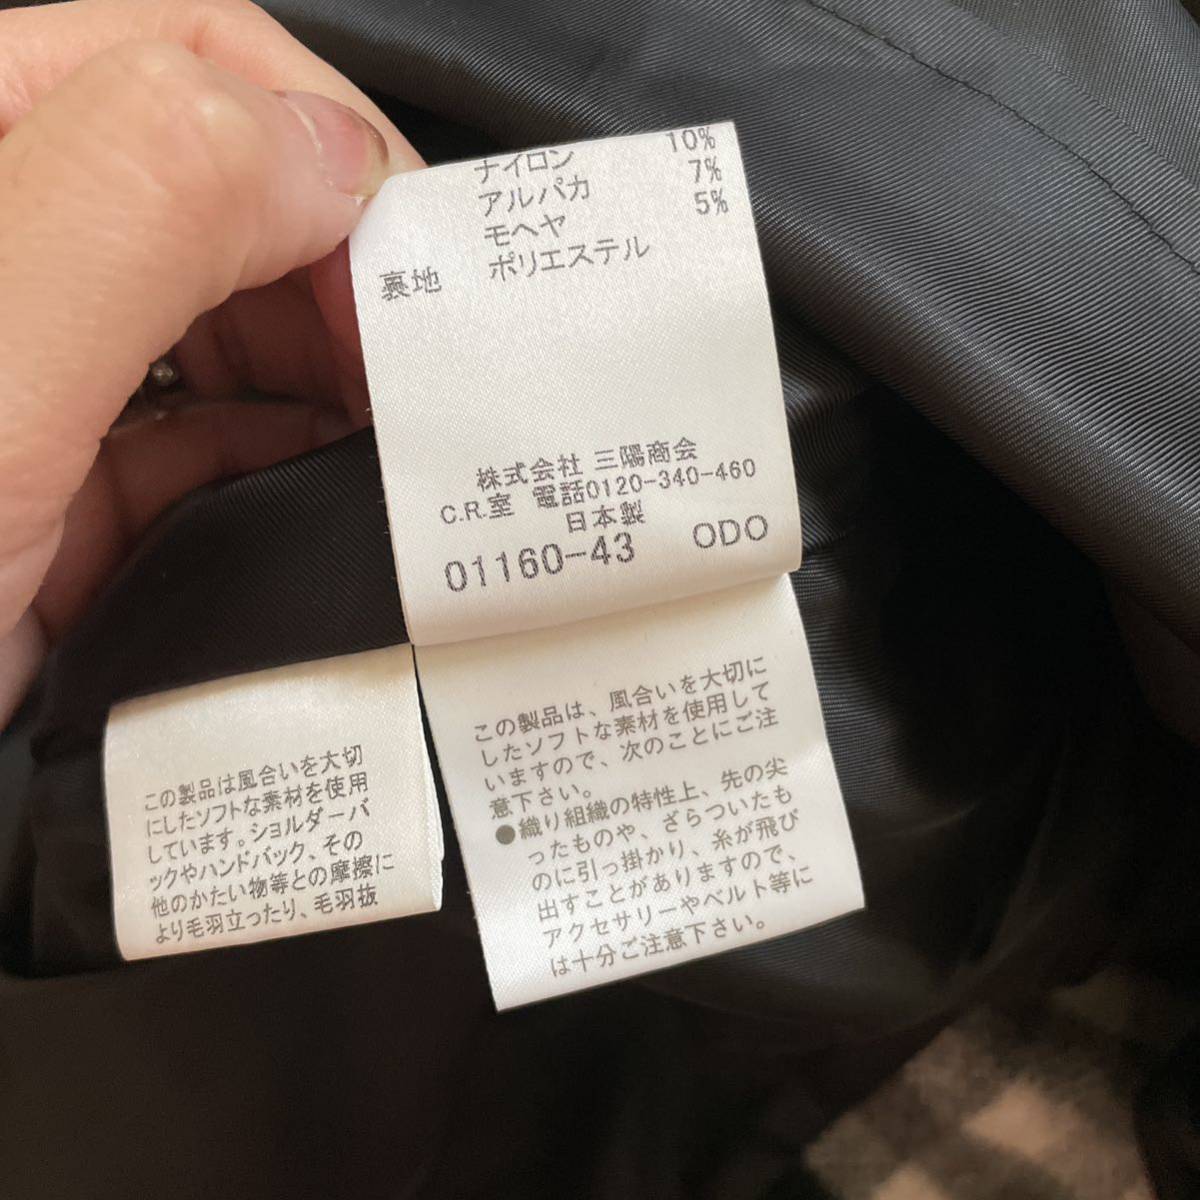 ナイロン 10%
アルパカ 7%
モヘヤ 5%
裏地 ポリエステル
株式会社 三陽商会
C.R.室 電話0120-340-460
日本製
01160-43 ODO
この製品は、風合いを大切に
したソフトな素材を使用して
いますので、次のことにご注
意下さい。
●織り組織の特性上、先の尖
ったものや、ざらついたも
のに引っ掛かり、糸が飛び
出すことがありますので、
アクセサリーやベルト等に
は十分ご注意下さい。
この製品は風合いを大切
にしたソフトな素材を使用
しています。ショルダーバ
ックやハンドバック、その
他のかたい物等との摩擦に
より毛羽立ったり、毛羽抜